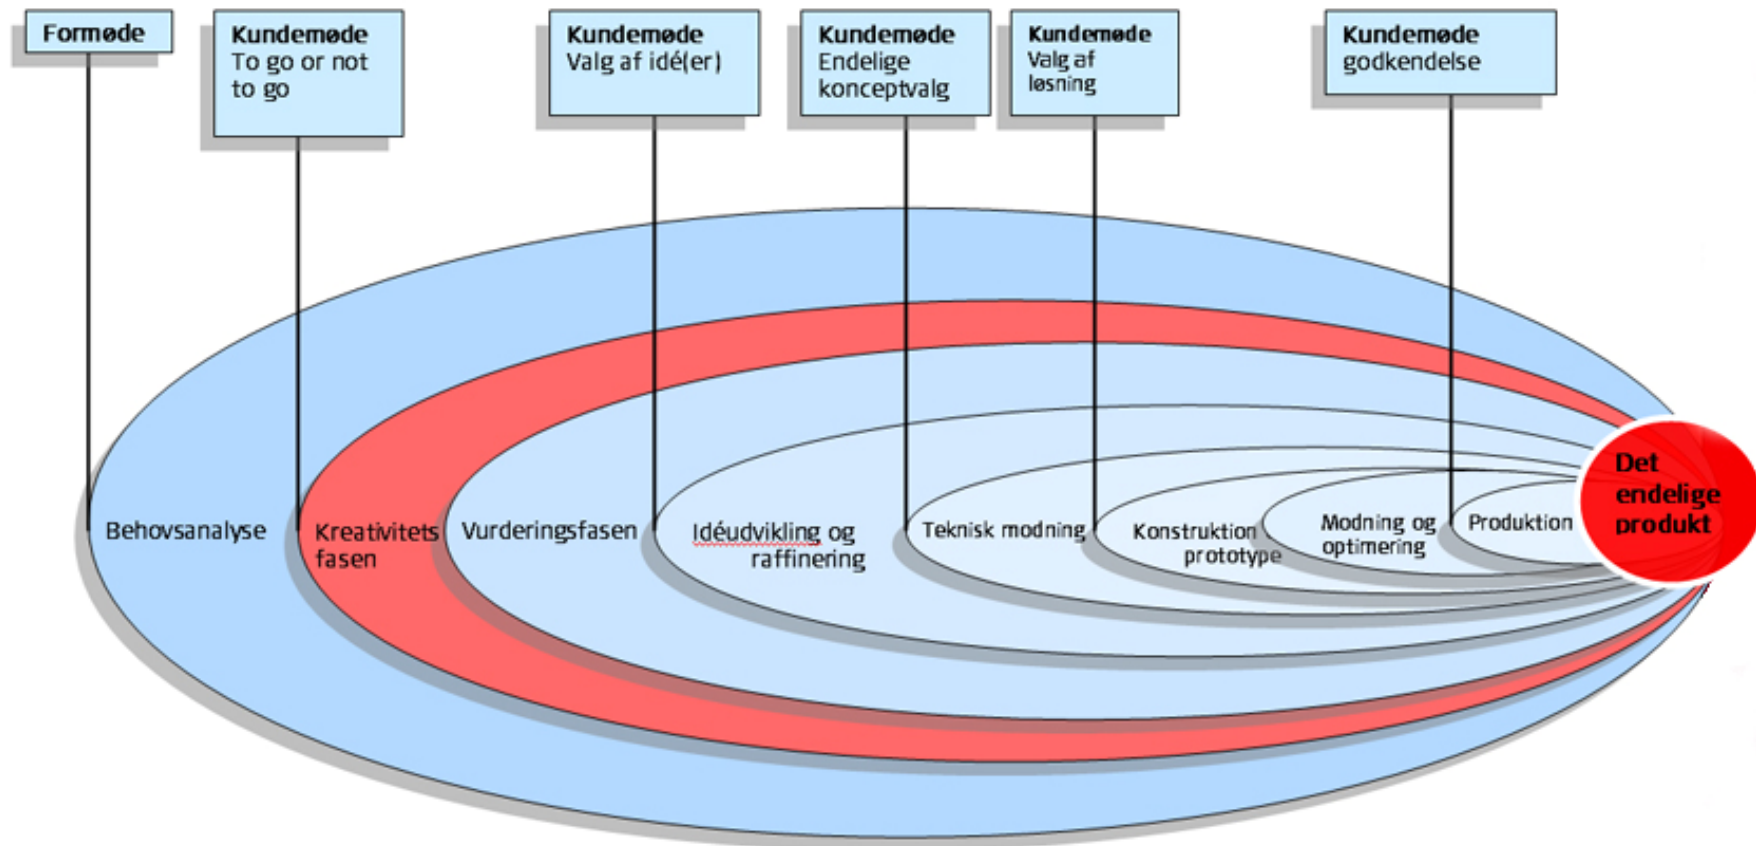 Formøde
Kundemøde
To go or not
to go
Kundemøde
Valg af idé(er)
Kundemøde
Endelige
konceptvalg
Kundemøde
Valg af
løsning
Kundemøde
godkendelse
Behovsanalyse
Kreativitets
fasen
Vurderingsfasen
Idéudvikling og
raffinering
Teknisk modning
Konstruktion
prototype
Modning og
optimering
Produktion
Det
endelige
produkt